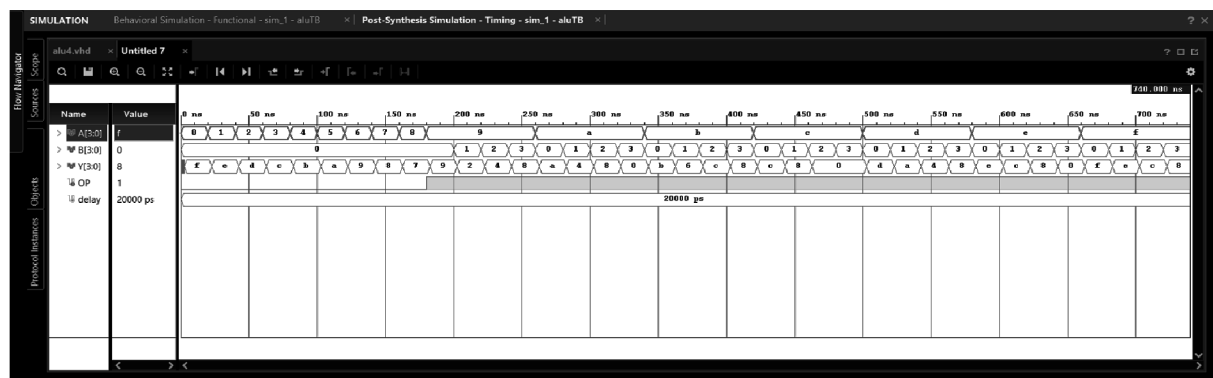 SIMULATION Behavioral Simulation - Functional - sim_1 - aluTB × Post-Synthesis Simulation - Timing - sim_1 - aluTB × ? ×
Flow Navigator
Scope
Sources
Objects
Protocol Instances
alu4.vhd × Untitled 7 × ?
740.000 ns
Name Value 0 ns 50 ns 100 ns 150 ns 200 ns 250 ns 300 ns 350 ns 400 ns 450 ns 500 ns 550 ns 600 ns 650 ns 700 ns
> A[3:0] f 0 1 2 3 4 5 6 7 8 9 a b c d e f
> B[3:0] 0 0 1 2 3 0 1 2 3 0 1 2 3 0 1 2 3 0 1 2 3 0 1 2 3 0 1 2 3
> Y[3:0] 8 f e d c b a 9 8 7 9 2 4 8 a 4 8 0 b 6 c 8 c 8 0 d a 4 8 e c 8 0 f e c 8
OP 1
delay 20000 ps 20000 ps